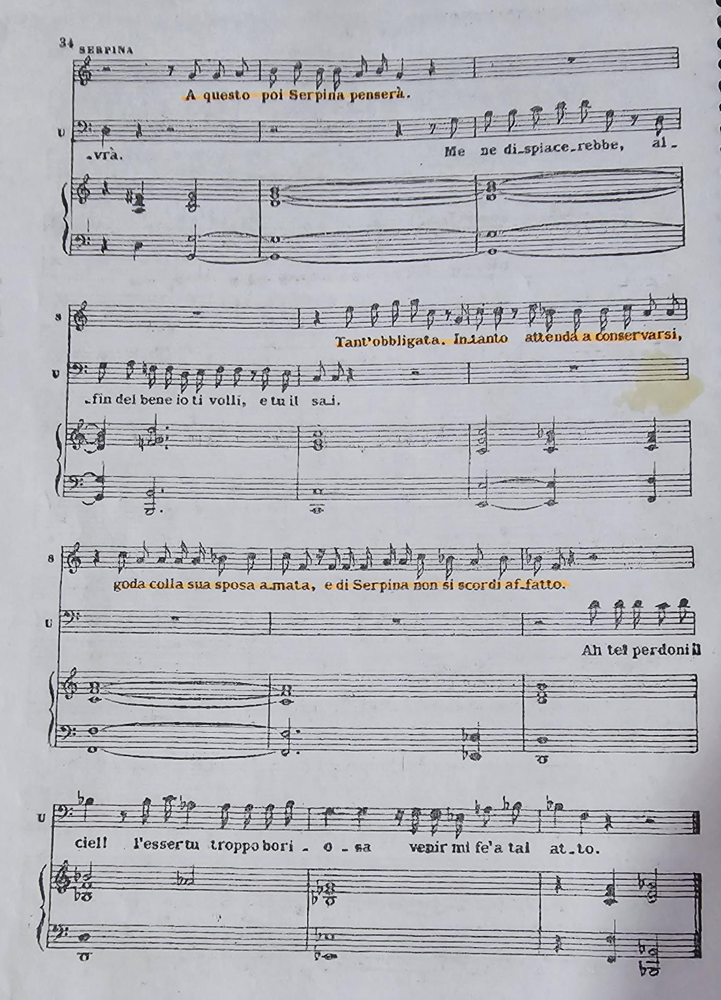 34 SERPINA
A questo poi Serpina penserà.
U
-vrà. Me ne di-spiace-rebbe, al-
S
Tant'obbligata. In-tanto attenda a conservarsi,
U
-fin del bene io ti volli, e tu il sa-i.
S
goda colla sua sposa a-mata, e di Serpina non si scordi af-fatto.
U
Ah tel perdoni il
U
ciel! l'esser tu troppo bori - o - sa venir mi fe' a tal at-to.